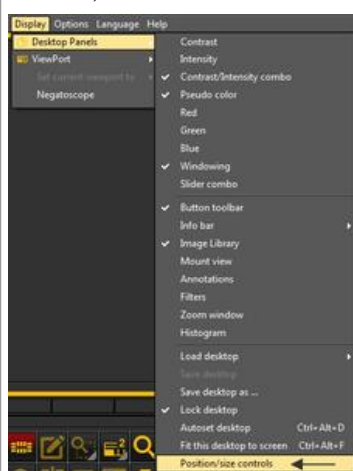 Display Options Language Help
Desktop Panels
ViewPort
Set current viewport to
Negatoscope
Contrast
Intensity
Contrast/Intensity combo
Pseudo color
Red
Green
Blue
Windowing
Slider combo
Button toolbar
Info bar
Image Library
Mount view
Annotations
Filters
Zoom window
Histogram
Load desktop
Save desktop
Save desktop as ...
Lock desktop
Autoset desktop Ctrl+Alt+D
Fit this desktop to screen Ctrl+Alt+F
Position/size controls